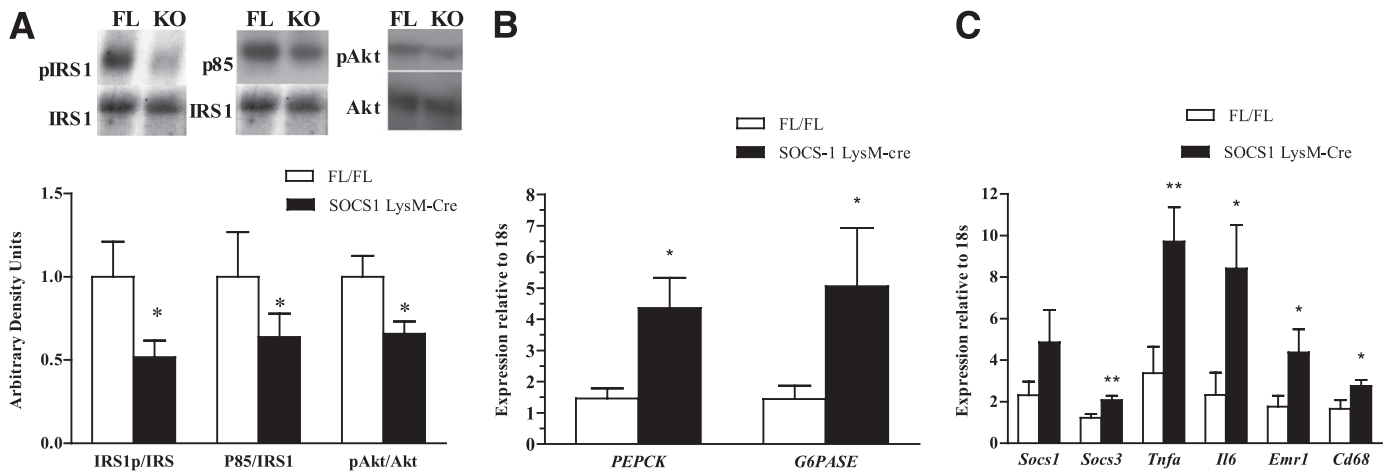 A
FL KO
pIRS1
IRS1
FL KO
p85
IRS1
FL KO
pAkt
Akt
FL/FL
SOCS1 LysM-Cre
Arbitrary Density Units
1.5
1.0
0.5
0.0
IRS1p/IRS P85/IRS1 pAkt/Akt
* * *
B
FL/FL
SOCS-1 LysM-cre
Expression relative to 18s
8
7
6
5
4
3
2
1
0
* *
PEPCK G6PASE
C
FL/FL
SOCS1 LysM-Cre
Expression relative to 18s
12
10
8
6
4
2
0
** ** * * *
Socs1 Socs3 Tnfa Il6 Emr1 Cd68